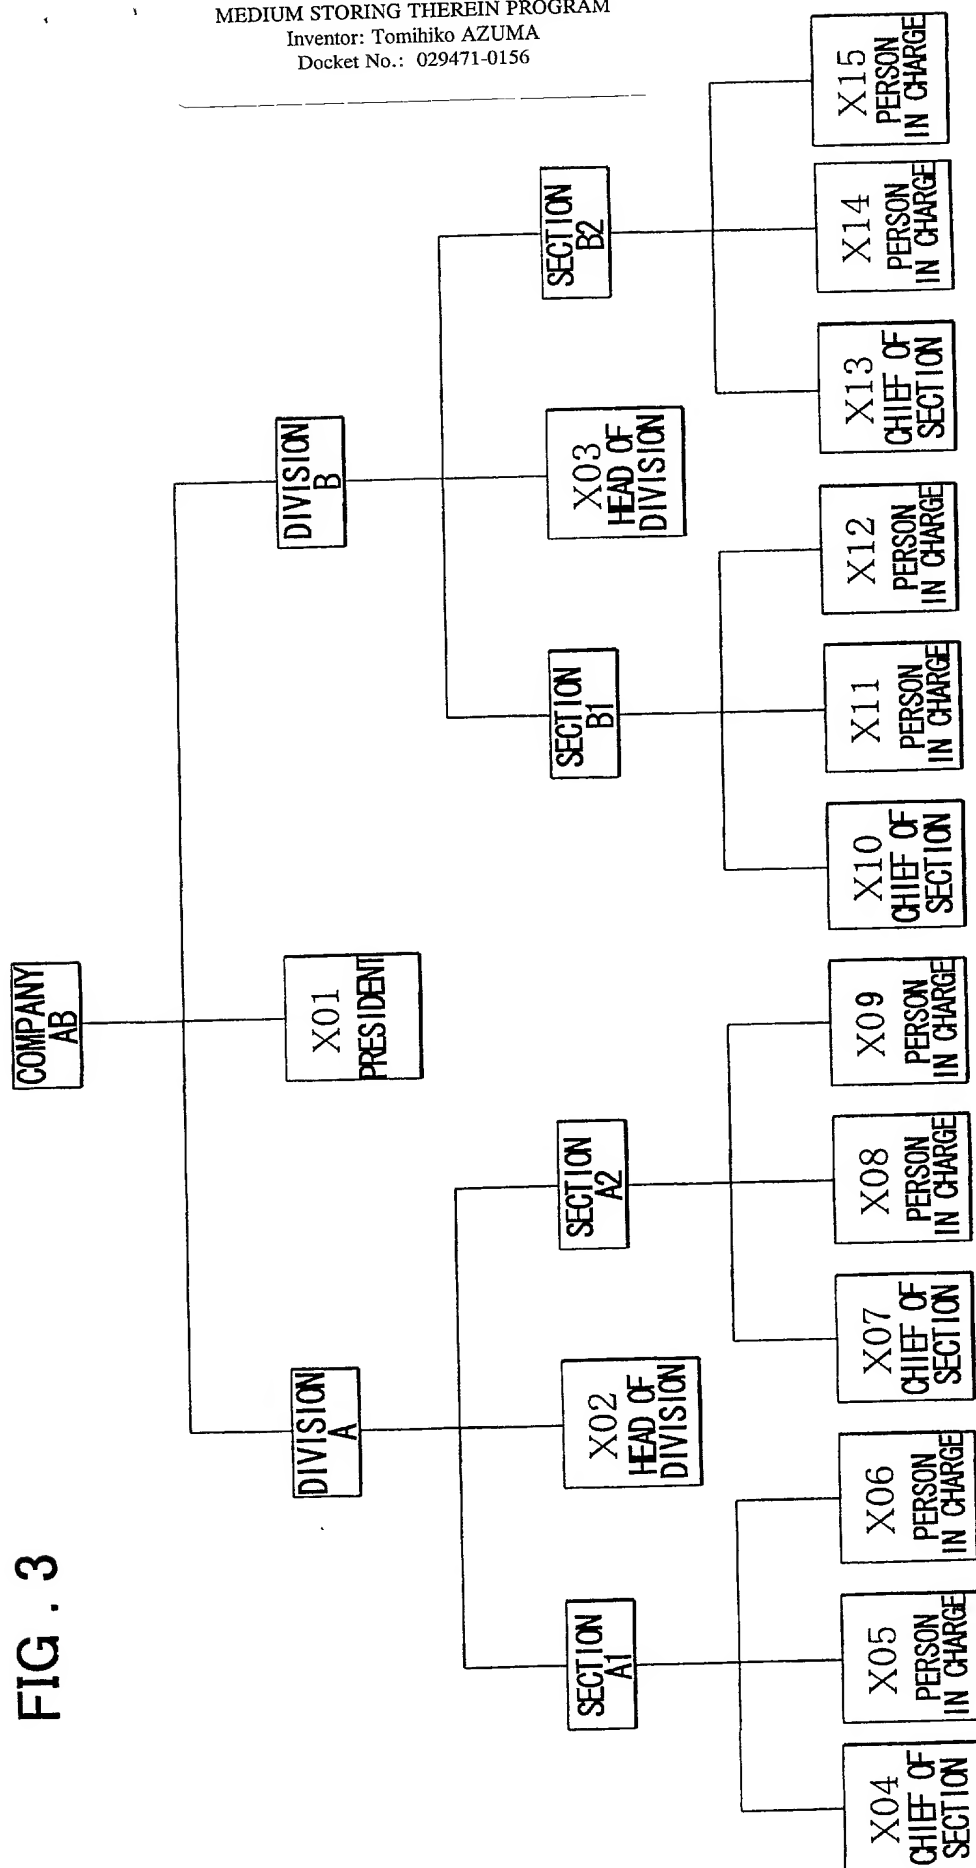 MEDIUM STORING THEREIN PROGRAM
Inventor: Tomihiko AZUMA
Docket No.: 029471-0156
FIG. 3
COMPANY
AB
DIVISION
A
X01
PRESIDENT
DIVISION
B
SECTION
A1
X02
HEAD OF
DIVISION
SECTION
A2
SECTION
B1
X03
HEAD OF
DIVISION
SECTION
B2
X04
CHIEF OF
SECTION
X05
PERSON
IN CHARGE
X06
PERSON
IN CHARGE
X07
CHIEF OF
SECTION
X08
PERSON
IN CHARGE
X09
PERSON
IN CHARGE
X10
CHIEF OF
SECTION
X11
PERSON
IN CHARGE
X12
PERSON
IN CHARGE
X13
CHIEF OF
SECTION
X14
PERSON
IN CHARGE
X15
PERSON
IN CHARGE